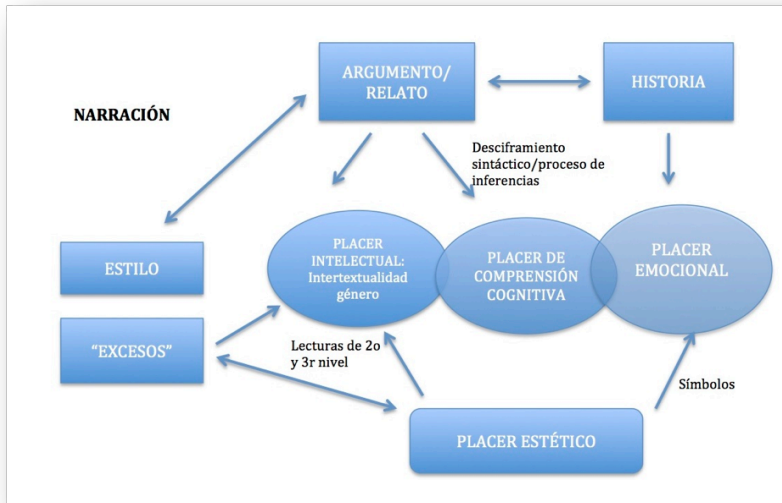 NARRACIÓN
ARGUMENTO/
RELATO
HISTORIA
Desciframiento
sintáctico/proceso de
inferencias
ESTILO
PLACER
INTELECTUAL:
Intertextualidad
género
PLACER DE
COMPRENSIÓN
COGNITIVA
PLACER
EMOCIONAL
"EXCESOS"
Lecturas de 2o
y 3r nivel
Símbolos
PLACER ESTÉTICO